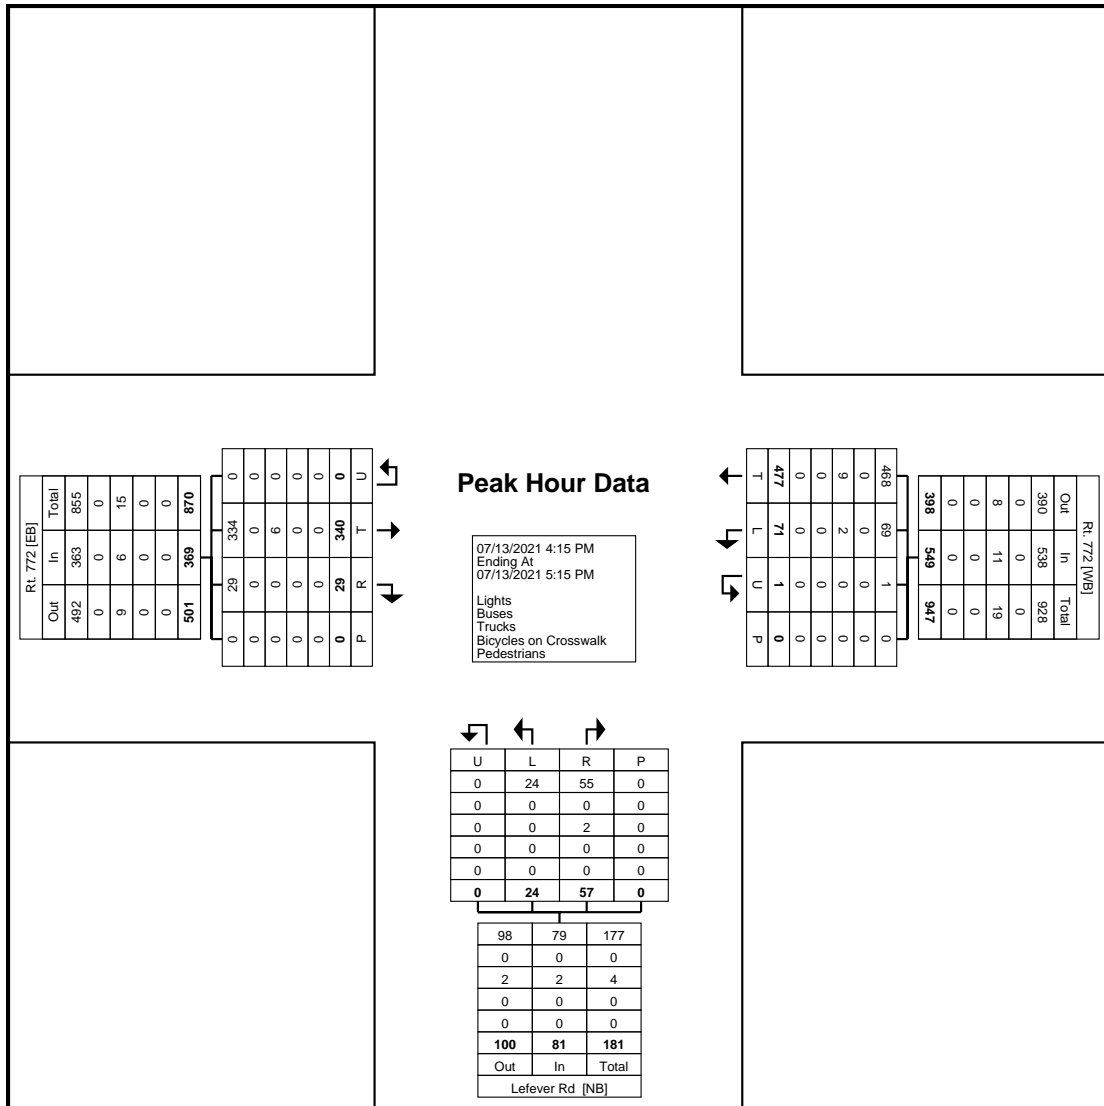 Peak Hour Data
07/13/2021 4:15 PM
Ending At
07/13/2021 5:15 PM
Lights
Buses
Trucks
Bicycles on Crosswalk
Pedestrians
Rt. 772 [EB]
Total In Out
855 363 492
0 0 0
15 6 9
0 0 0
0 0 0
870 369 501
0 334 29 0
0 0 0 0
0 6 0 0
0 0 0 0
0 0 0 0
0 340 29 0
U T R P
Rt. 772 [WB]
Out In Total
390 538 928
0 0 0
8 11 19
0 0 0
0 0 0
398 549 947
468 69 1 0
0 0 0 0
9 2 0 0
0 0 0 0
0 0 0 0
477 71 1 0
T L U P
U L R P
0 24 55 0
0 0 0 0
0 0 2 0
0 0 0 0
0 0 0 0
0 24 57 0
98 79 177
0 0 0
2 2 4
0 0 0
0 0 0
100 81 181
Out In Total
Lefever Rd [NB]